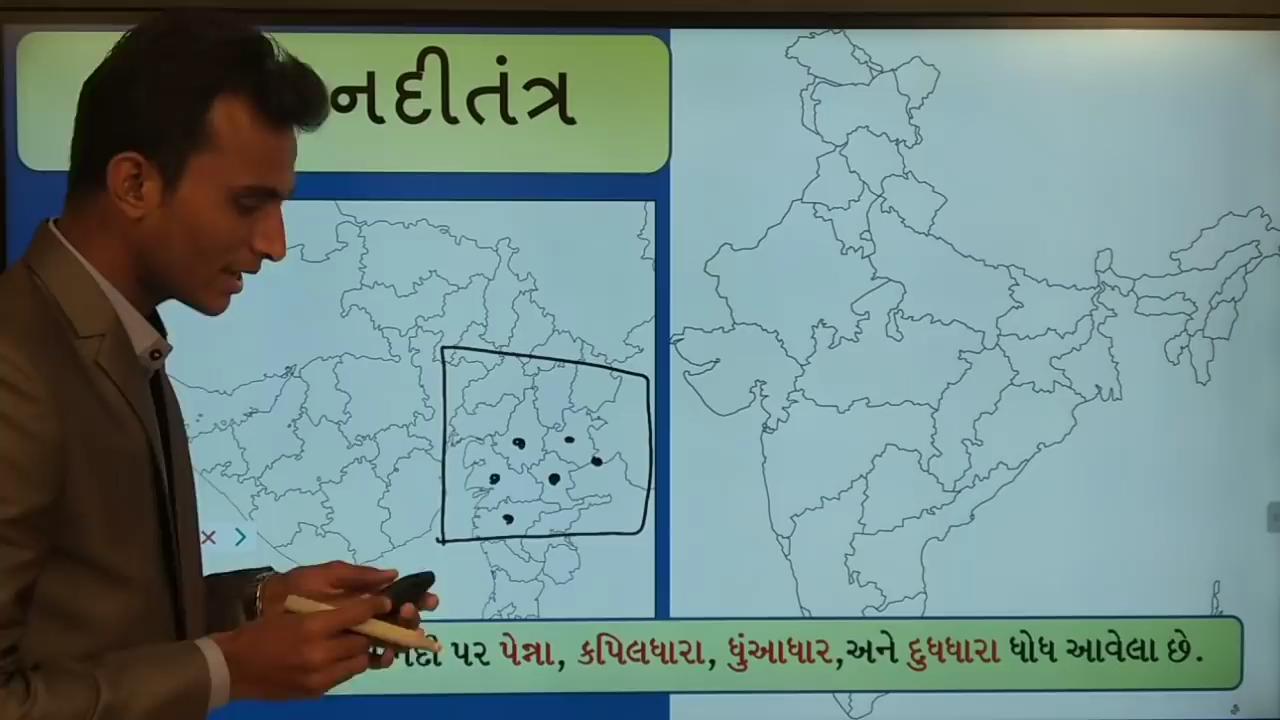 નદીતંત્ર
પર પેન્ના, કપિલધારા, ધુંઆધાર,અને દુધધારા ધોધ આવેલા છે.